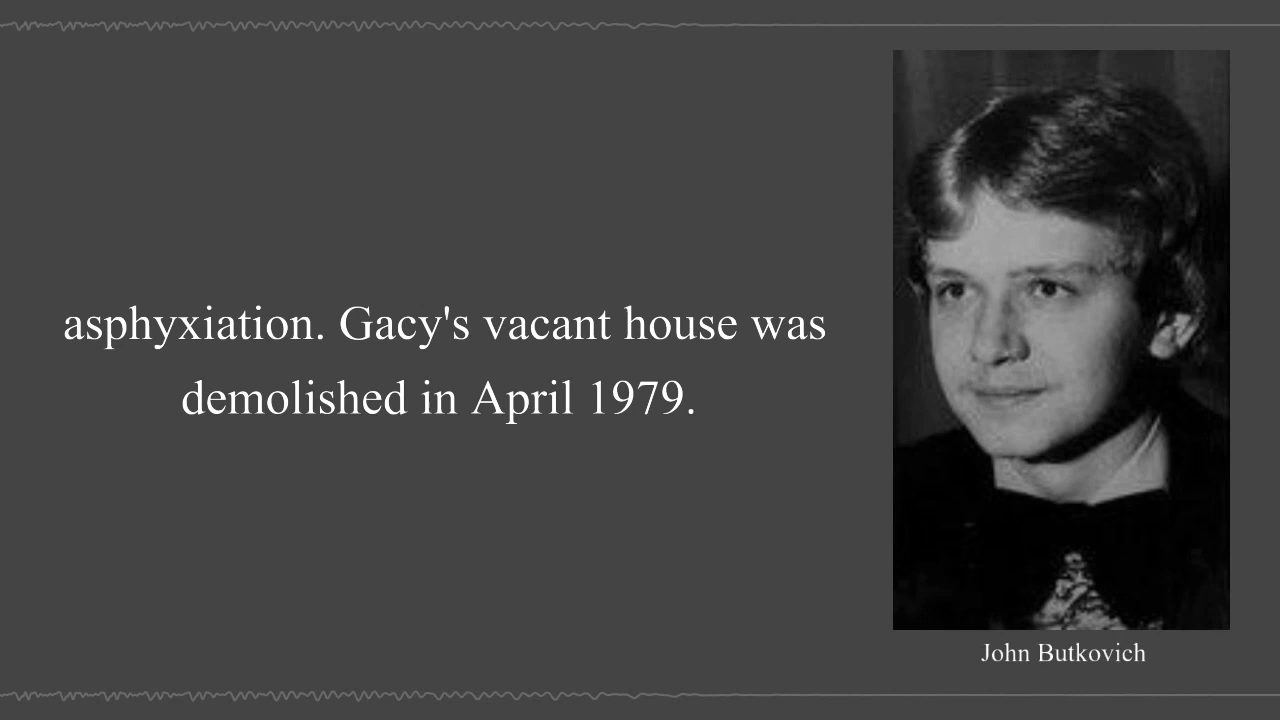 asphyxiation. Gacy's vacant house was
demolished in April 1979.
John Butkovich